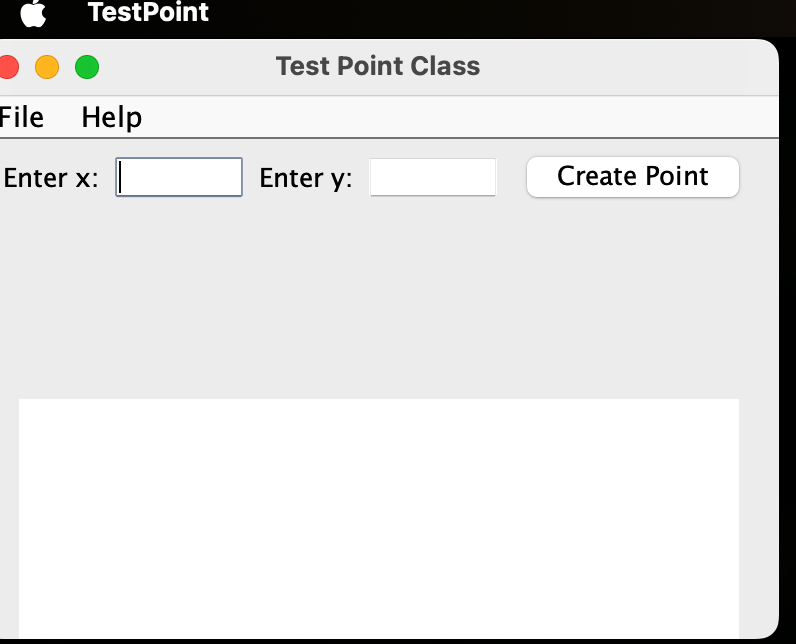 TestPoint
Test Point Class
File Help
Enter x: Enter y: Create Point